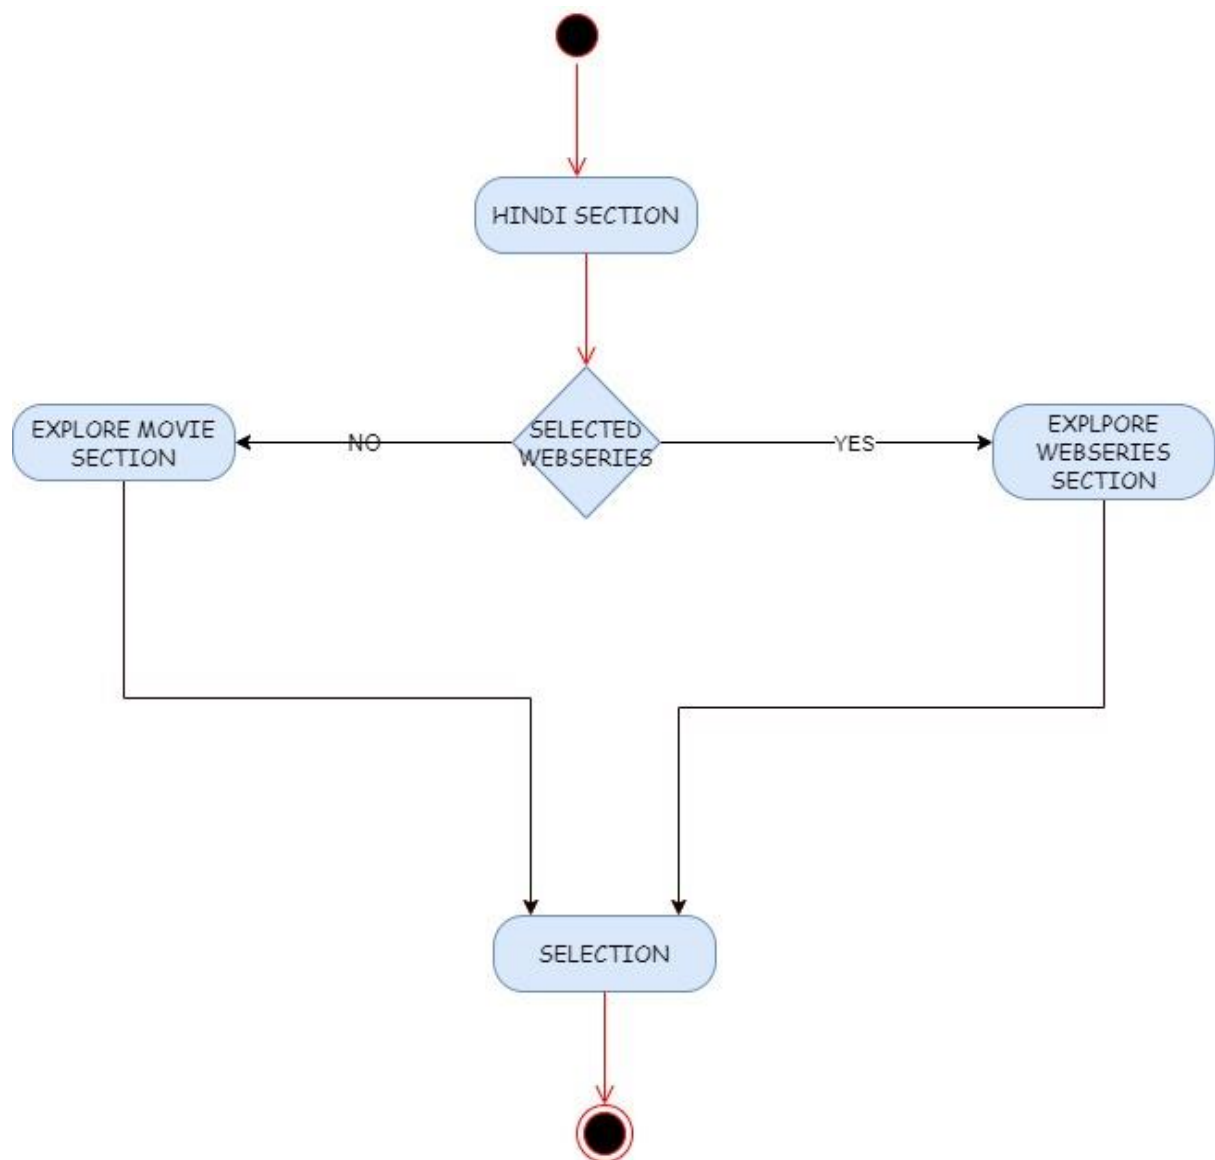 HINDI SECTION
EXPLORE MOVIE
SECTION
NO
SELECTED
WEBSERIES
YES
EXPLPORE
WEBSERIES
SECTION
SELECTION